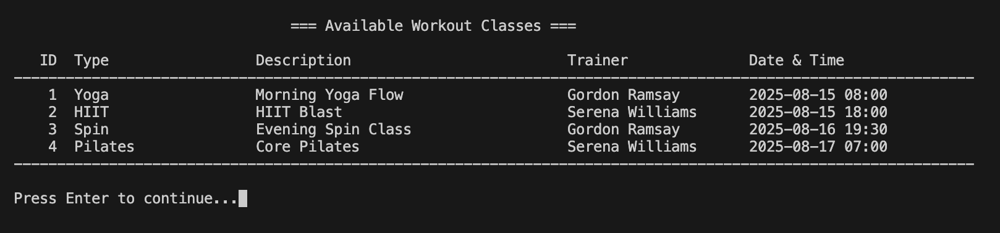 === Available Workout Classes ===
ID Type Description Trainer Date & Time
1 Yoga Morning Yoga Flow Gordon Ramsay 2025-08-15 08:00
2 HIIT HIIT Blast Serena Williams 2025-08-15 18:00
3 Spin Evening Spin Class Gordon Ramsay 2025-08-16 19:30
4 Pilates Core Pilates Serena Williams 2025-08-17 07:00
Press Enter to continue...